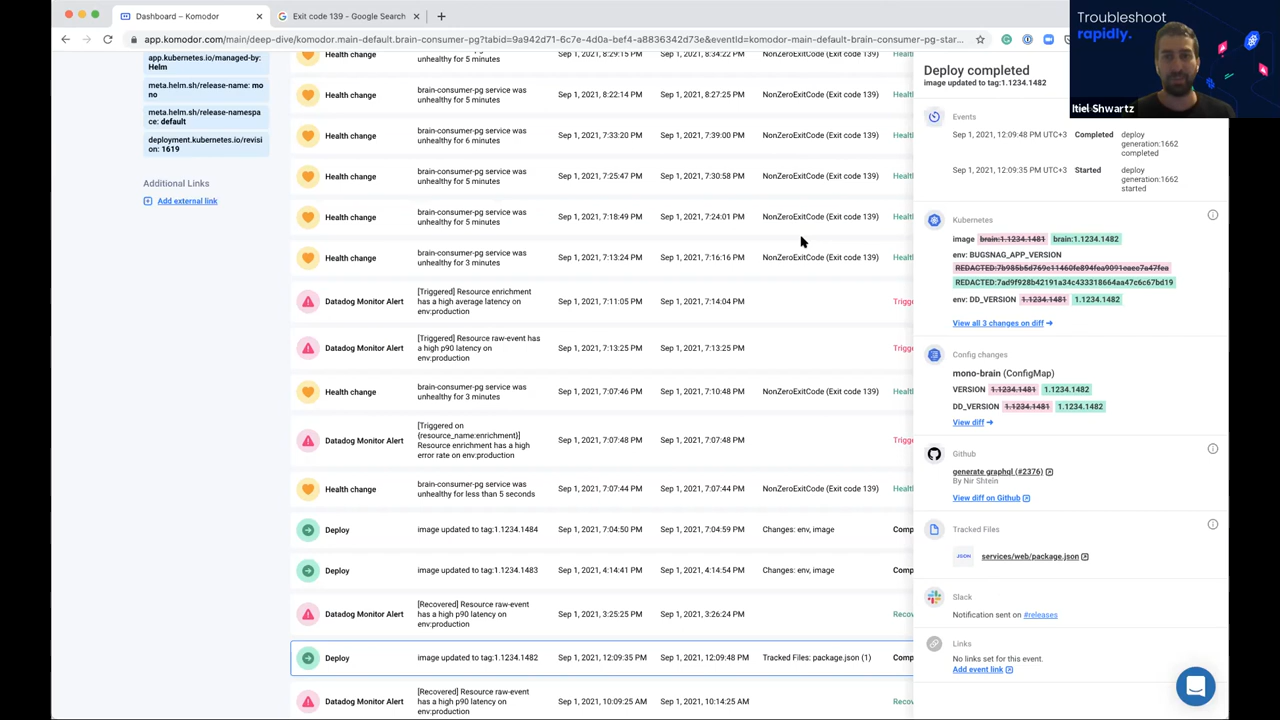 Dashboard – Komodor
Exit code 139 - Google Search
app.komodor.com/main/deep-dive/komodor.main-default.brain-consumer-pg?tabid=9a942d71-6c7e-4d0a-bef4-a8836342d73e&eventId=komodor-main-default-brain-consumer-pg-star...
Troubleshoot
rapidly.
Itiel Shwartz
app.kubernetes.io/managed-by:
Helm
meta.helm.sh/release-name: mo
no
meta.helm.sh/release-namespa
ce: default
deployment.kubernetes.io/revisi
on: 1619
Additional Links
Add external link
Health change
brain-consumer-pg service was
unhealthy for 5 minutes
Sep 1, 2021, 8:22:14 PM
Sep 1, 2021, 8:27:25 PM
NonZeroExitCode (Exit code 139)
Health change
brain-consumer-pg service was
unhealthy for 6 minutes
Sep 1, 2021, 7:33:20 PM
Sep 1, 2021, 7:39:00 PM
NonZeroExitCode (Exit code 139)
Health change
brain-consumer-pg service was
unhealthy for 5 minutes
Sep 1, 2021, 7:25:47 PM
Sep 1, 2021, 7:30:58 PM
NonZeroExitCode (Exit code 139)
Health change
brain-consumer-pg service was
unhealthy for 5 minutes
Sep 1, 2021, 7:18:49 PM
Sep 1, 2021, 7:24:01 PM
NonZeroExitCode (Exit code 139)
Health change
brain-consumer-pg service was
unhealthy for 3 minutes
Sep 1, 2021, 7:13:24 PM
Sep 1, 2021, 7:16:16 PM
NonZeroExitCode (Exit code 139)
Datadog Monitor Alert
[Triggered] Resource enrichment
has a high average latency on
env:production
Sep 1, 2021, 7:11:05 PM
Sep 1, 2021, 7:14:04 PM
Datadog Monitor Alert
[Triggered] Resource raw-event
has a high p90 latency on
env:production
Sep 1, 2021, 7:13:25 PM
Sep 1, 2021, 7:13:25 PM
Health change
brain-consumer-pg service was
unhealthy for 3 minutes
Sep 1, 2021, 7:07:46 PM
Sep 1, 2021, 7:10:59 PM
NonZeroExitCode (Exit code 139)
Datadog Monitor Alert
[Triggered on
{resource_name:enrichment}]
Resource enrichment has a high
error rate on env:production
Sep 1, 2021, 7:07:48 PM
Sep 1, 2021, 7:07:48 PM
Health change
brain-consumer-pg service was
unhealthy for less than 5 seconds
Sep 1, 2021, 7:07:44 PM
Sep 1, 2021, 7:07:44 PM
NonZeroExitCode (Exit code 139)
Deploy
image updated to tag:1.1234.1484
Sep 1, 2021, 7:04:50 PM
Sep 1, 2021, 7:04:59 PM
Changes: env, image
Deploy
image updated to tag:1.1234.1483
Sep 1, 2021, 4:14:41 PM
Sep 1, 2021, 4:14:54 PM
Changes: env, image
Datadog Monitor Alert
[Recovered] Resource raw-event
has a high p90 latency on
env:production
Sep 1, 2021, 3:25:25 PM
Sep 1, 2021, 3:26:24 PM
Deploy
image updated to tag:1.1234.1482
Sep 1, 2021, 12:09:35 PM
Sep 1, 2021, 12:09:48 PM
Tracked Files: package.json (1)
Datadog Monitor Alert
[Recovered] Resource raw-event
has a high p90 latency on
env:production
Sep 1, 2021, 10:09:25 AM
Sep 1, 2021, 10:14:25 AM
Deploy completed
image updated to tag:1.1234.1482
Events
Sep 1, 2021, 12:09:48 PM UTC+3 Completed deploy
generation:1662
completed
Sep 1, 2021, 12:09:35 PM UTC+3 Started deploy
generation:1662
started
Kubernetes
image brain:1.1234.1481 brain:1.1234.1482
env: BUGSNAG_APP_VERSION
REDACTED:7ad9f928b42191a34c433318664aa47c6c67bd19
env: DD_VERSION 1.1234.1481 1.1234.1482
View all 3 changes on diff
Config changes
mono-brain (ConfigMap)
VERSION 1.1234.1481 1.1234.1482
DD_VERSION 1.1234.1481 1.1234.1482
View diff
Github
generate graphql (#2376)
By Nir Shtein
View diff on Github
Tracked Files
JSON services/web/package.json
Slack
Notification sent on #releases
Links
No links set for this event.
Add event link